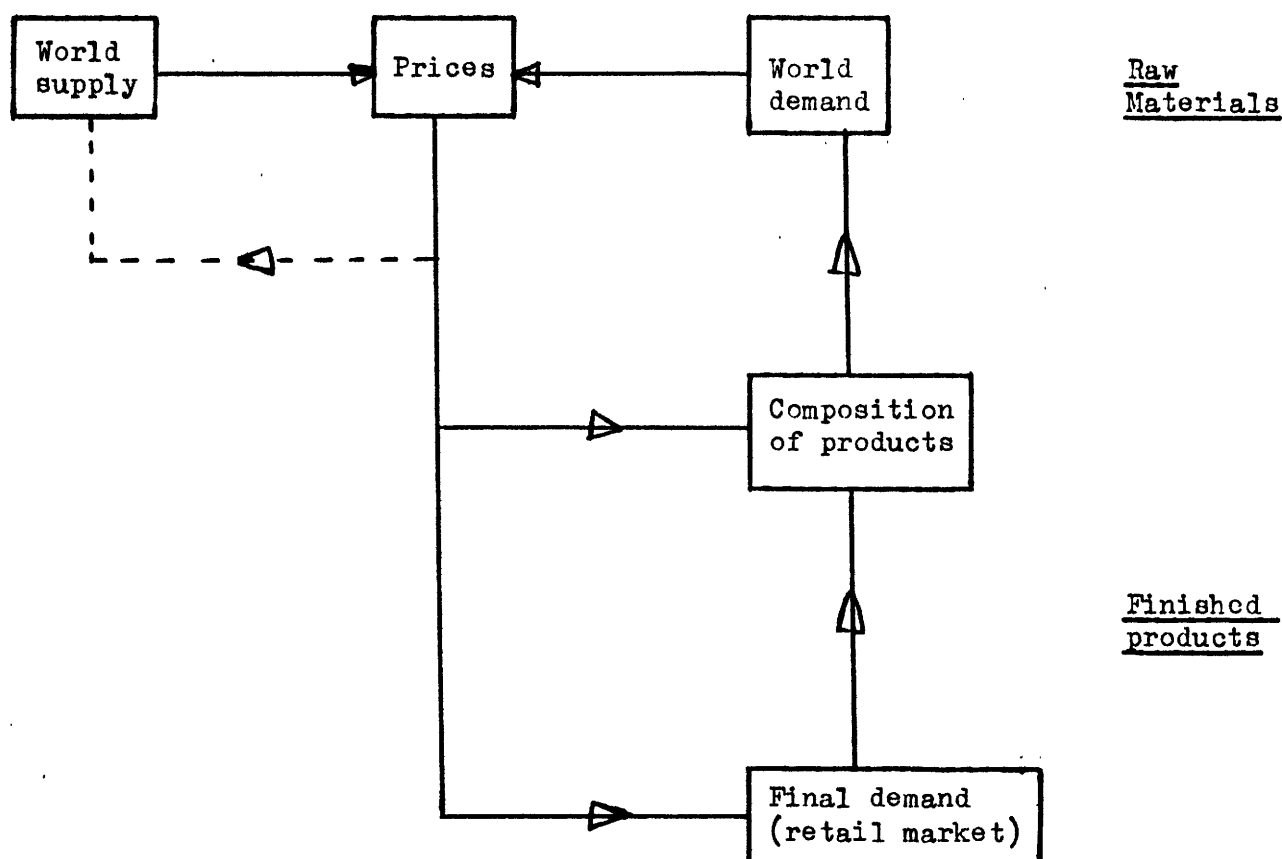 World
supply
Prices
World
demand
Raw
Materials
Composition
of products
Finished
products
Final demand
(retail market)